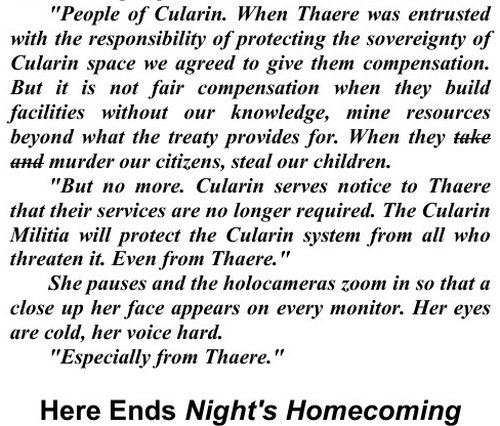 "People of Cularin. When Thaere was entrusted
with the responsibility of protecting the sovereignty of
Cularin space we agreed to give them compensation.
But it is not fair compensation when they build
facilities without our knowledge, mine resources
beyond what the treaty provides for. When they take
and murder our citizens, steal our children.
"But no more. Cularin serves notice to Thaere
that their services are no longer required. The Cularin
Militia will protect the Cularin system from all who
threaten it. Even from Thaere."
She pauses and the holocameras zoom in so that a
close up her face appears on every monitor. Her eyes
are cold, her voice hard.
"Especially from Thaere."
Here Ends Night's Homecoming